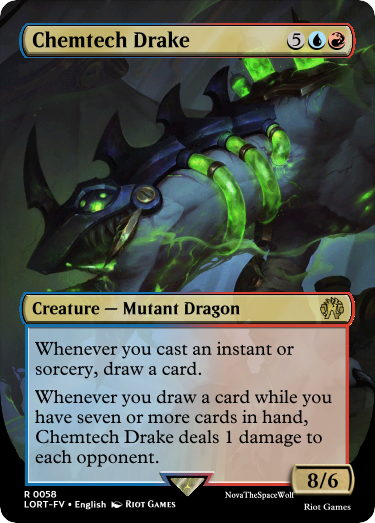 Chemtech Drake 5
Creature — Mutant Dragon
Whenever you cast an instant or
sorcery, draw a card.
Whenever you draw a card while you
have seven or more cards in hand,
Chemtech Drake deals 1 damage to
each opponent.
8/6
R 0058
LORT-FV • English Riot Games
NovaTheSpaceWolf
Riot Games